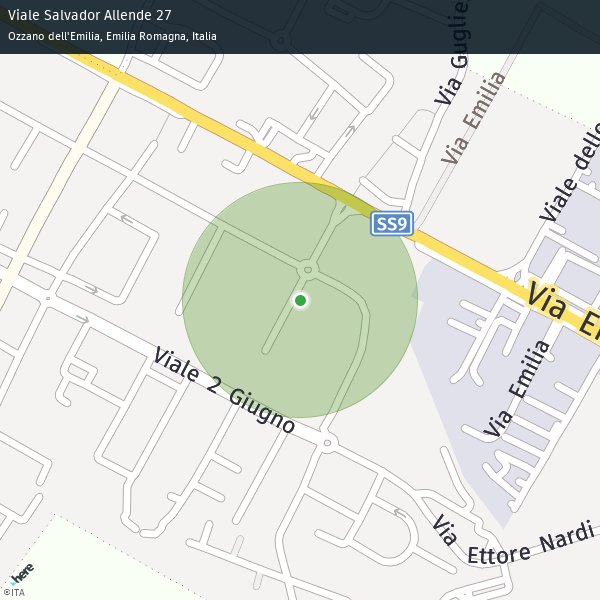 Viale Salvador Allende 27
Ozzano dell'Emilia, Emilia Romagna, Italia
Via Guglie
Via Emilia
Viale dello
SS9
Via E
Via Emilia
Viale 2 Giugno
Via Ettore Nardi
here
©ITA